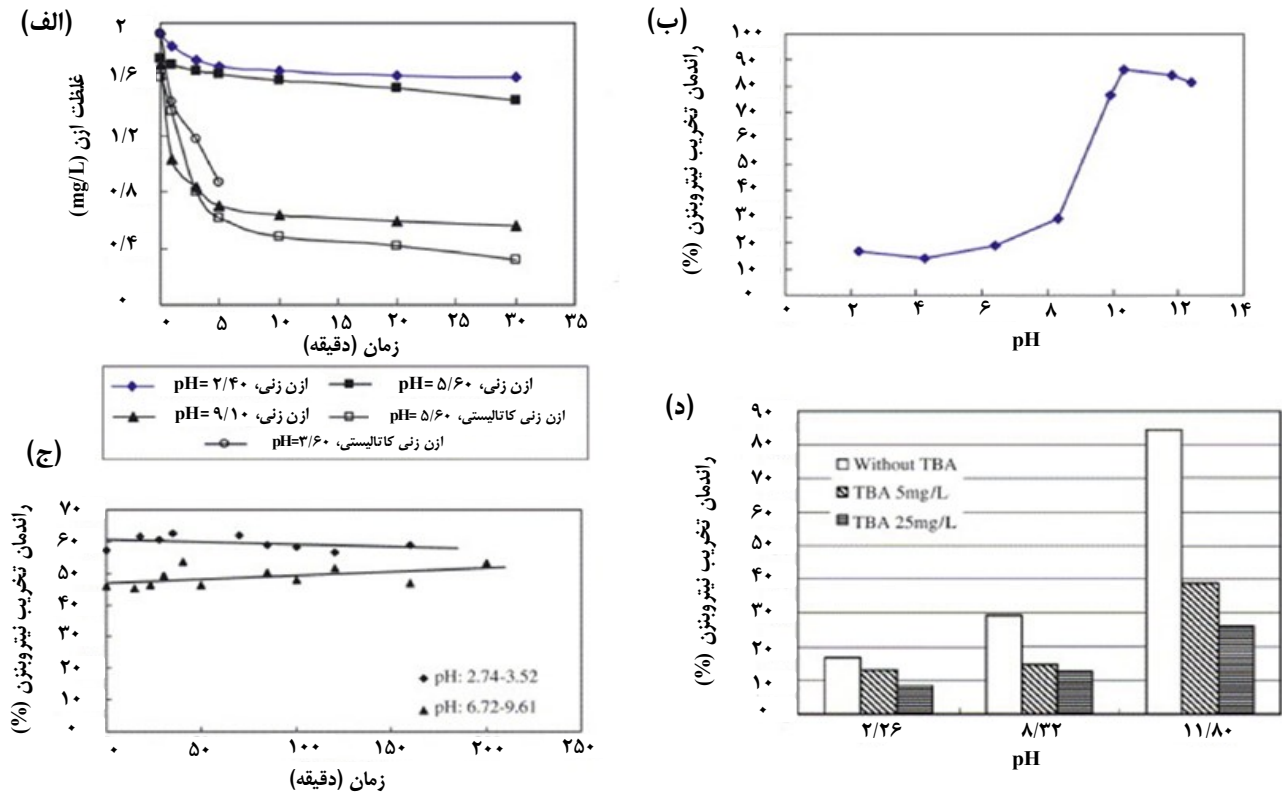 (الف)
غلظت ازن (mg/L)
۲
۱/۶
۱/۲
۰/۸
۰/۴
۰
۰ ۵ ۱۰ ۱۵ ۲۰ ۲۵ ۳۰ ۳۵
زمان (دقیقه)
ازن زنی، pH= ۲/۴۰
ازن زنی، pH= ۵/۶۰
ازن زنی، pH= ۹/۱۰
ازن زنی کاتالیستی، pH= ۵/۶۰
ازن زنی کاتالیستی، pH=۳/۶۰
(ب)
راندمان تخریب نیتروبنزن (%)
۱۰۰
۹۰
۸۰
۷۰
۶۰
۵۰
۴۰
۳۰
۲۰
۱۰
۰ ۲ ۴ ۶ ۸ ۱۰ ۱۲ ۱۴
pH
(ج)
راندمان تخریب نیتروبنزن (%)
۷۰
۶۰
۵۰
۴۰
۳۰
۲۰
۱۰
۰
pH: 2.74-3.52
pH: 6.72-9.61
۰ ۵۰ ۱۰۰ ۱۵۰ ۲۰۰ ۲۵۰
زمان (دقیقه)
(د)
راندمان تخریب نیتروبنزن (%)
۹۰
۸۰
۷۰
۶۰
۵۰
۴۰
۳۰
۲۰
۱۰
۰
Without TBA
TBA 5mg/L
TBA 25mg/L
۲/۲۶ ۸/۳۲ ۱۱/۸۰
pH